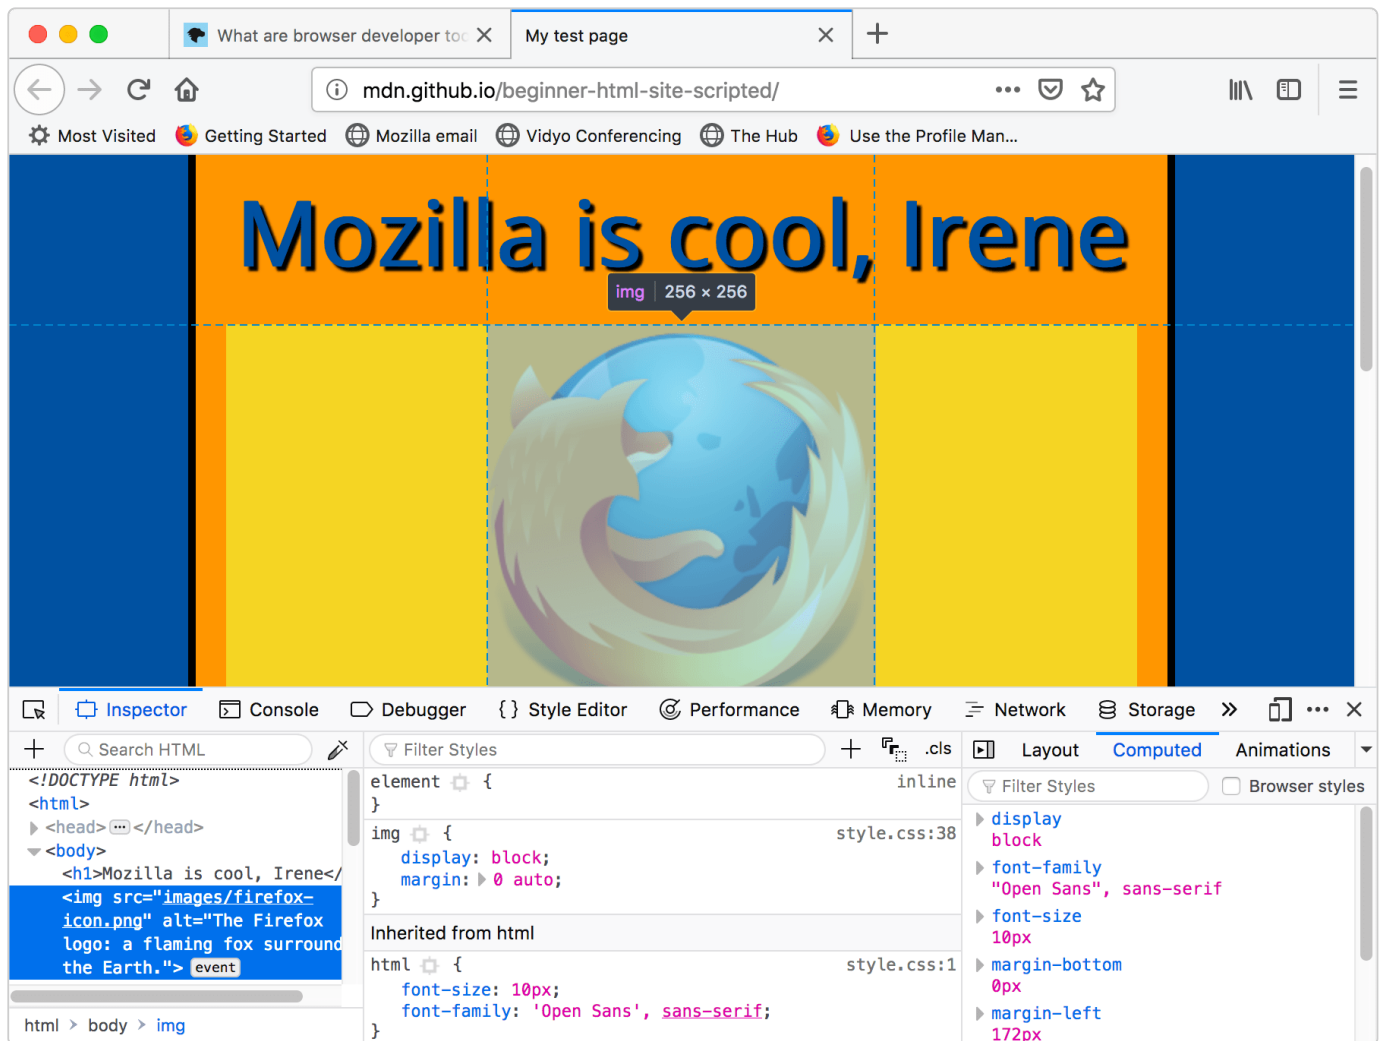 What are browser developer too
My test page
mdn.github.io/beginner-html-site-scripted/
Most Visited
Getting Started
Mozilla email
Vidyo Conferencing
The Hub
Use the Profile Man...
Mozilla is cool, Irene
img 256 × 256
Inspector
Console
Debugger
{ } Style Editor
Performance
Memory
Network
Storage
Search HTML
<!DOCTYPE html>
<html>
<head>···</head>
<body>
<h1>Mozilla is cool, Irene</
<img src="images/firefox-
icon.png" alt="The Firefox
logo: a flaming fox surround
the Earth."> event
html > body > img
Filter Styles
.cls
element { inline
}
img { style.css:38
display: block;
margin: 0 auto;
}
Inherited from html
html { style.css:1
font-size: 10px;
font-family: 'Open Sans', sans-serif;
}
Layout
Computed
Animations
Filter Styles
Browser styles
display
block
font-family
"Open Sans", sans-serif
font-size
10px
margin-bottom
0px
margin-left
172px